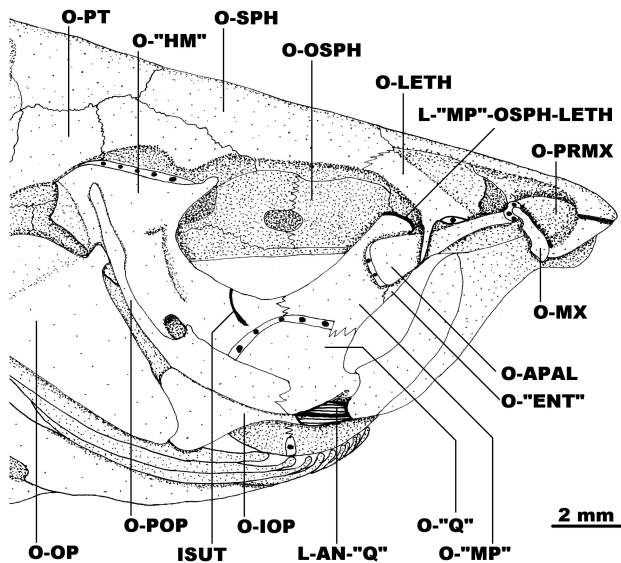 O-PT
O-SPH
O-"HM"
O-OSPH
O-LETH
L-"MP"-OSPH-LETH
O-PRMX
O-MX
O-APAL
O-"ENT"
2 mm
O-POP
O-IOP
O-"Q"
O-OP
ISUT
L-AN-"Q"
O-"MP"